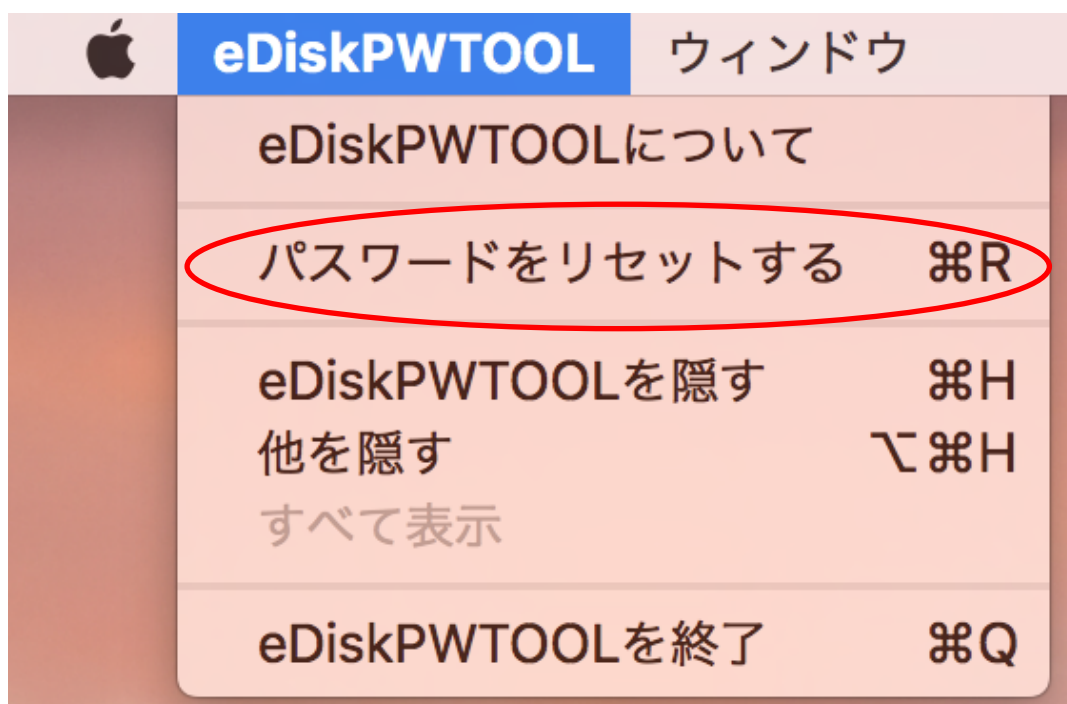 eDiskPWTOOL ウィンドウ
eDiskPWTOOLについて
パスワードをリセットする ⌘R
eDiskPWTOOLを隠す ⌘H
他を隠す ⌥⌘H
すべて表示
eDiskPWTOOLを終了 ⌘Q